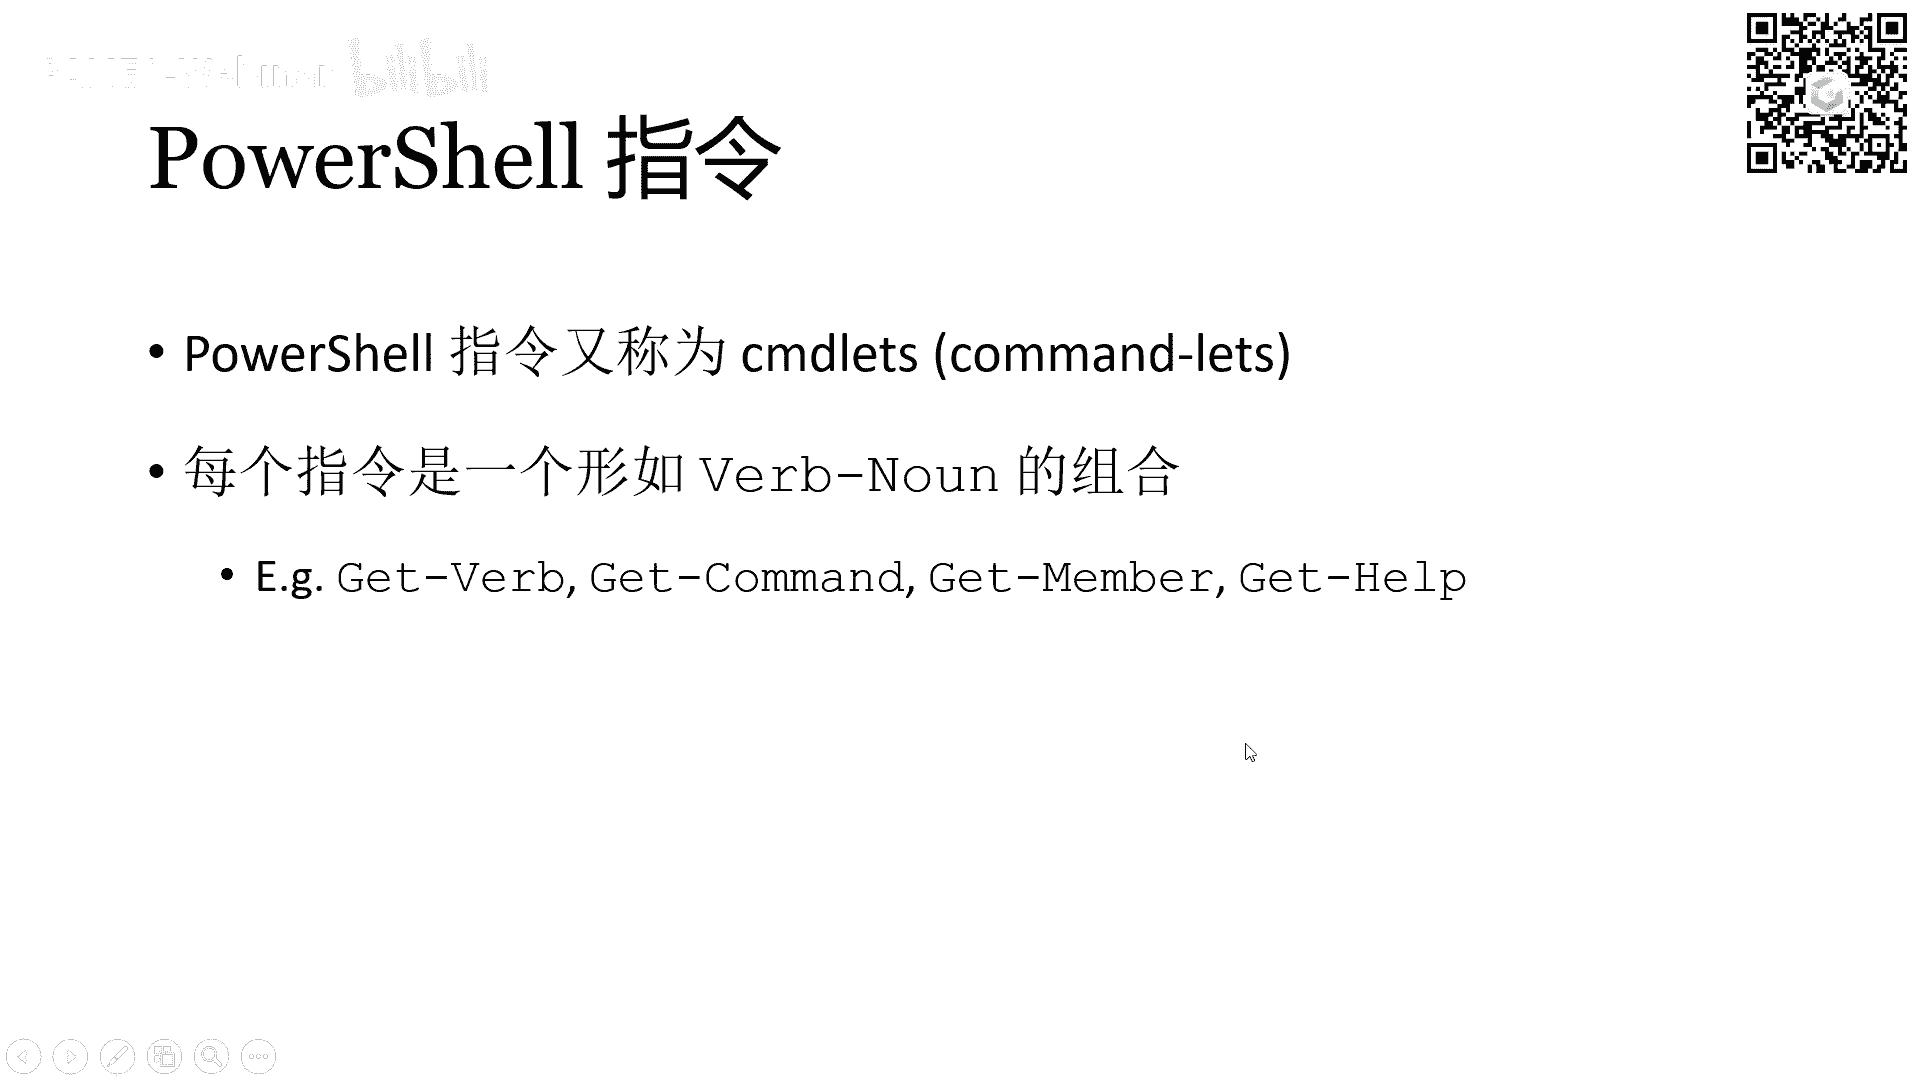 bilibili
PowerShell 指令
• PowerShell 指令又称为 cmdlets (command-lets)
• 每个指令是一个形如 Verb-Noun 的组合
• E.g. Get-Verb, Get-Command, Get-Member, Get-Help